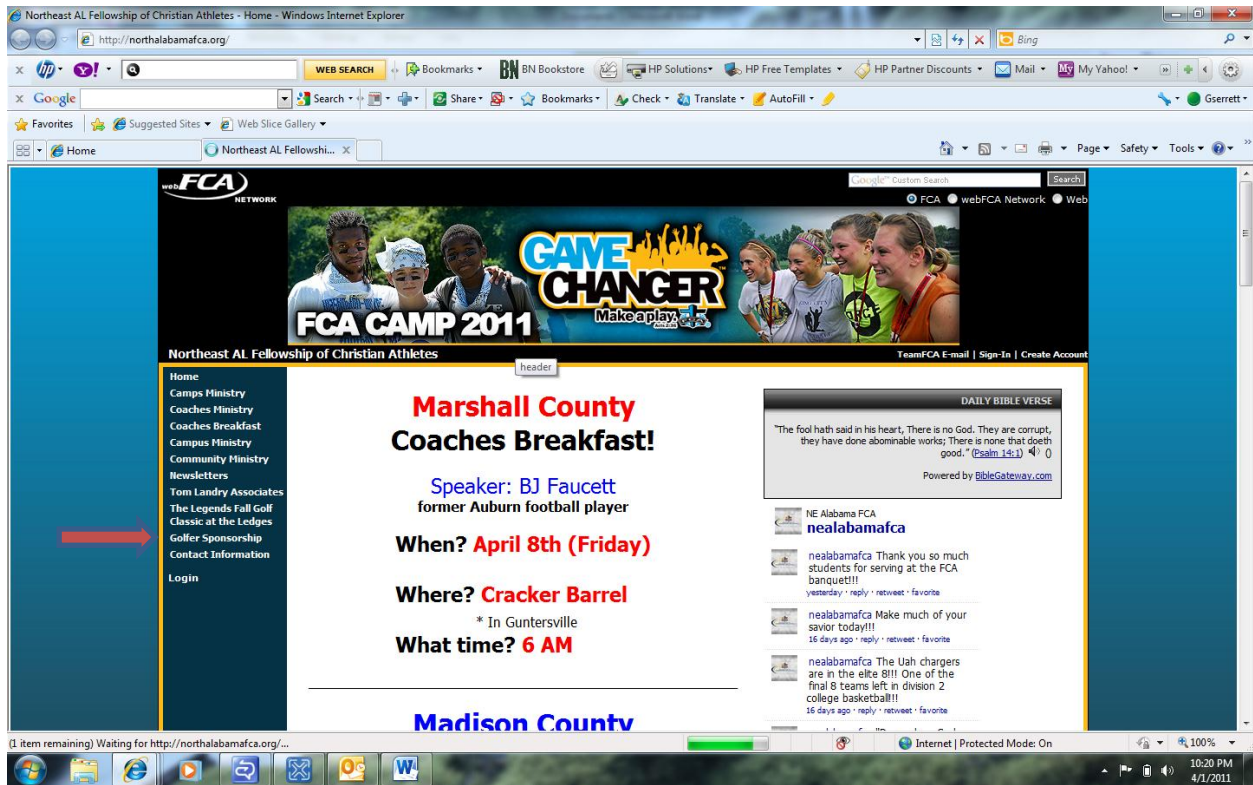 Northeast AL Fellowship of Christian Athletes - Home - Windows Internet Explorer
http://northalabamafca.org/
Bing
WEB SEARCH
Bookmarks
BN BN Bookstore
HP Solutions
HP Free Templates
HP Partner Discounts
Mail
My Yahoo!
x Google
Search
Share
Bookmarks
Check
Translate
AutoFill
Gserrett
Favorites
Suggested Sites
Web Slice Gallery
Home
Northeast AL Fellowshi... X
Page
Safety
Tools
web FCA
NETWORK
Google™ Custom Search
Search
FCA webFCA Network Web
GAME
CHANGER
Make a play.
FCA CAMP 2011
Northeast AL Fellowship of Christian Athletes
TeamFCA E-mail | Sign-In | Create Account
header
Home
Camps Ministry
Coaches Ministry
Coaches Breakfast
Campus Ministry
Community Ministry
Newsletters
Tom Landry Associates
The Legends Fall Golf
Classic at the Ledges
Golfer Sponsorship
Contact Information
Login
Marshall County
Coaches Breakfast!
Speaker: BJ Faucett
former Auburn football player
When? April 8th (Friday)
Where? Cracker Barrel
* In Guntersville
What time? 6 AM
Madison County
DAILY BIBLE VERSE
"The fool hath said in his heart, There is no God. They are corrupt,
they have done abominable works; There is none that doeth
good." (Psalm 14:1) ()
Powered by BibleGateway.com
NE Alabama FCA
nealabamafca
nealabamafca Thank you so much
students for serving at the FCA
banquet!!!
yesterday · reply · retweet · favorite
nealabamafca Make much of your
savior today!!!
16 days ago · reply · retweet · favorite
nealabamafca The Uah chargers
are in the elite 8!!! One of the
final 8 teams left in division 2
college basketball!!!
16 days ago · reply · retweet · favorite
(1 item remaining) Waiting for http://northalabamafca.org/...
Internet | Protected Mode: On
100%
10:20 PM
4/1/2011